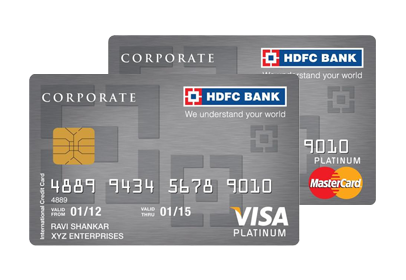 CORPORATE
HDFC BANK
We understand your world
9010
PLATINUM
MasterCard
CORPORATE
HDFC BANK
We understand your world
International Credit Card
4889 9434 5678 9010
4889
VALID FROM 01/12 VALID THRU 01/15
RAVI SHANKAR
XYZ ENTERPRISES
VISA
PLATINUM